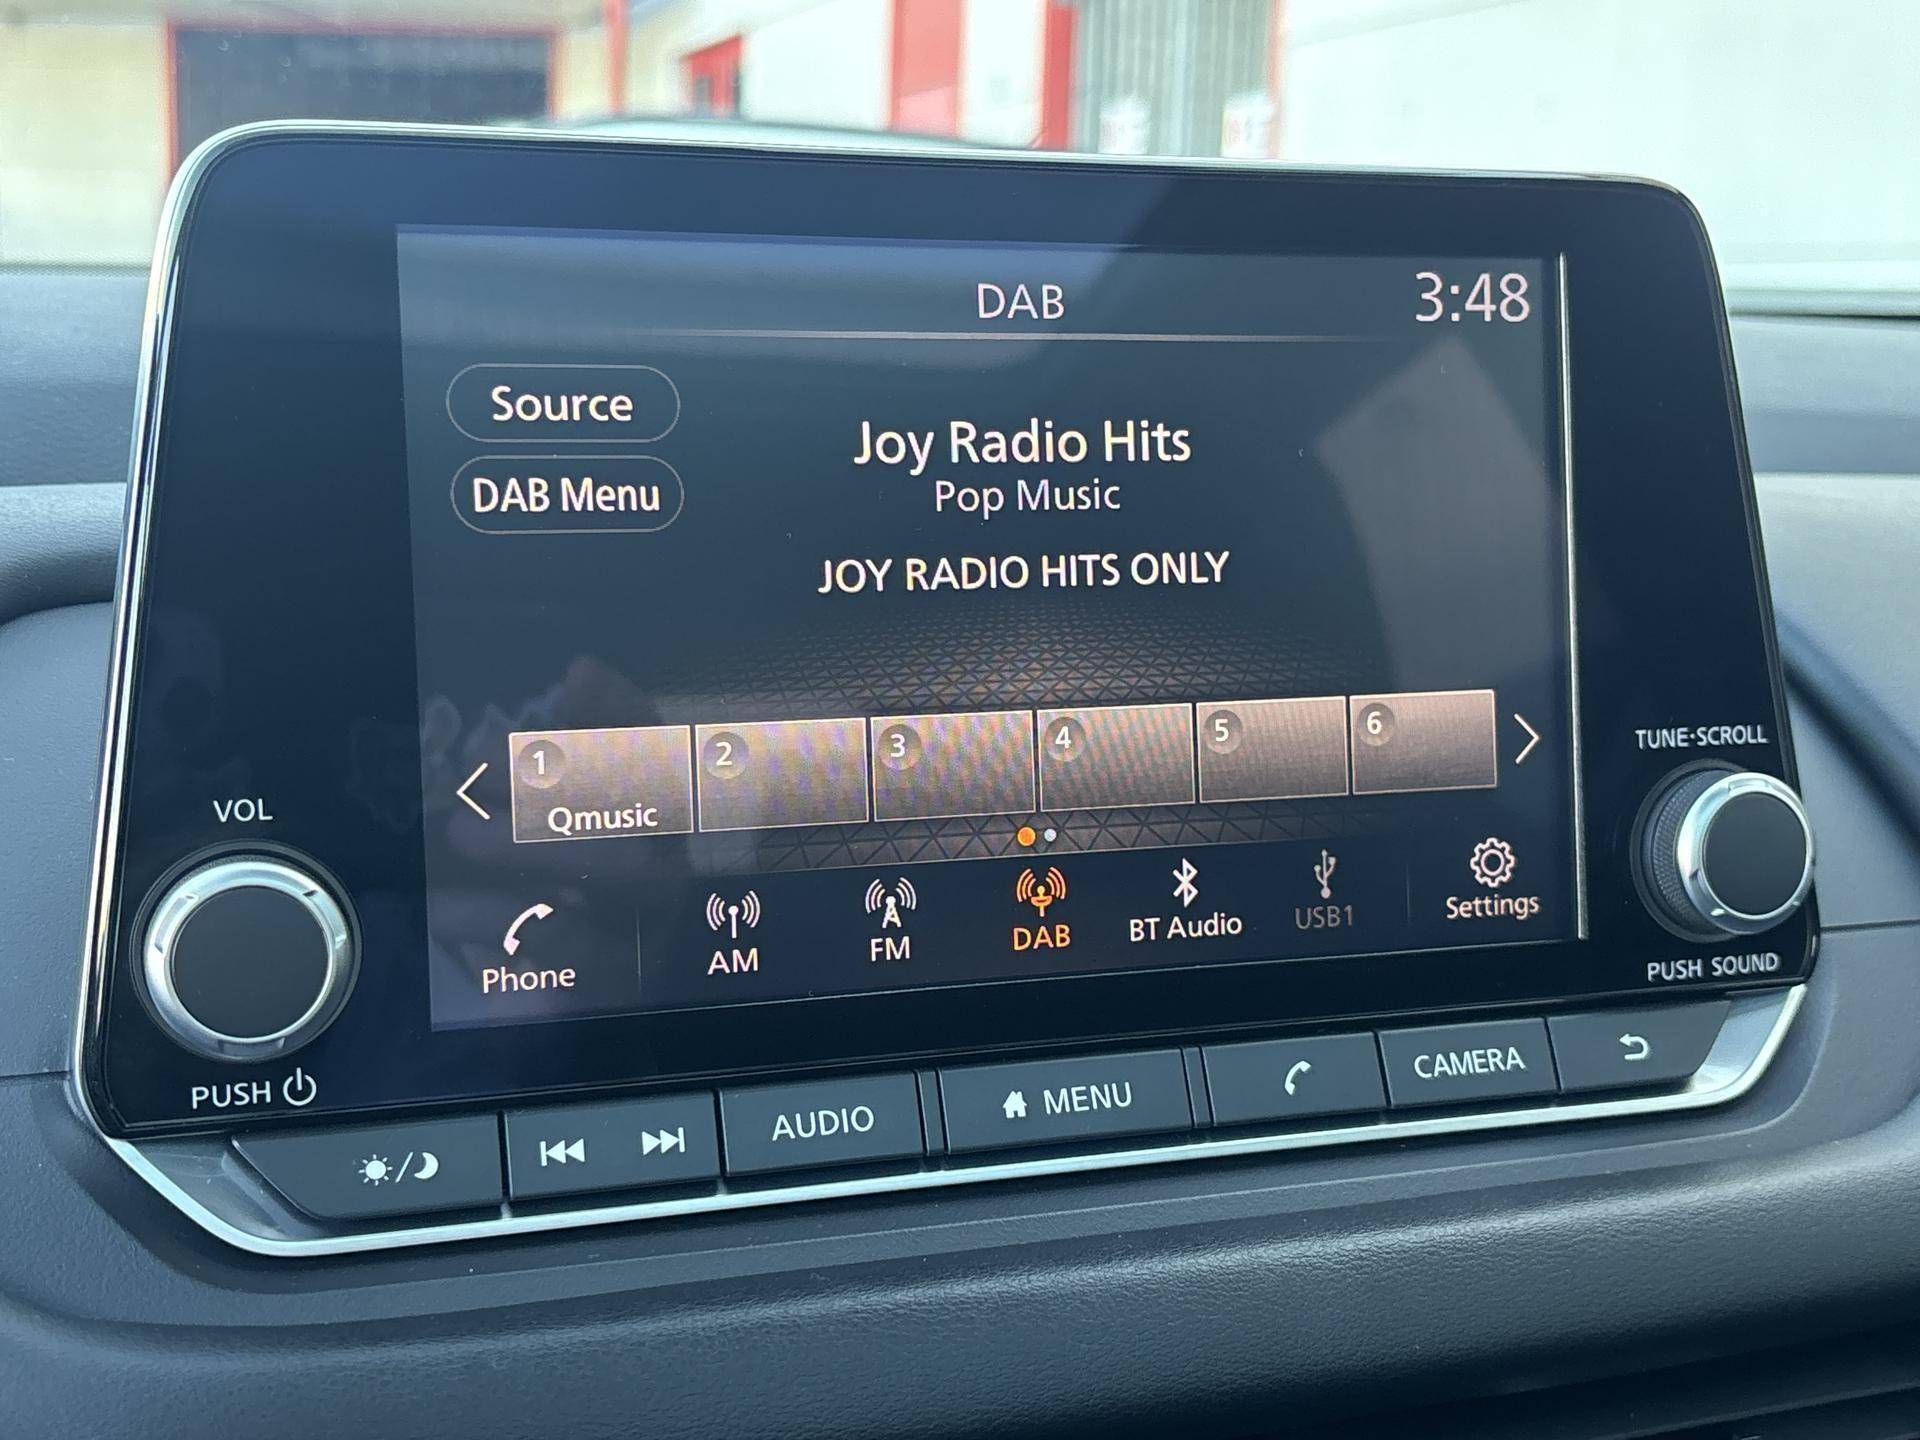 DAB
3:48
Source
Joy Radio Hits
DAB Menu
Pop Music
JOY RADIO HITS ONLY
1
2
3
4
5
6
Qmusic
Phone
AM
FM
DAB
BT Audio
USB1
Settings
VOL
PUSH
TUNE·SCROLL
PUSH SOUND
AUDIO
MENU
CAMERA